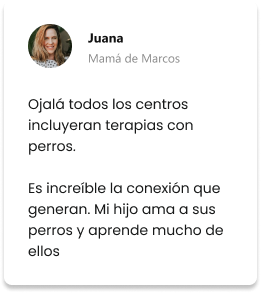 Juana
Mamá de Marcos
Ojalá todos los centros
incluyeran terapias con
perros.
Es increíble la conexión que
generan. Mi hijo ama a sus
perros y aprende mucho de
ellos